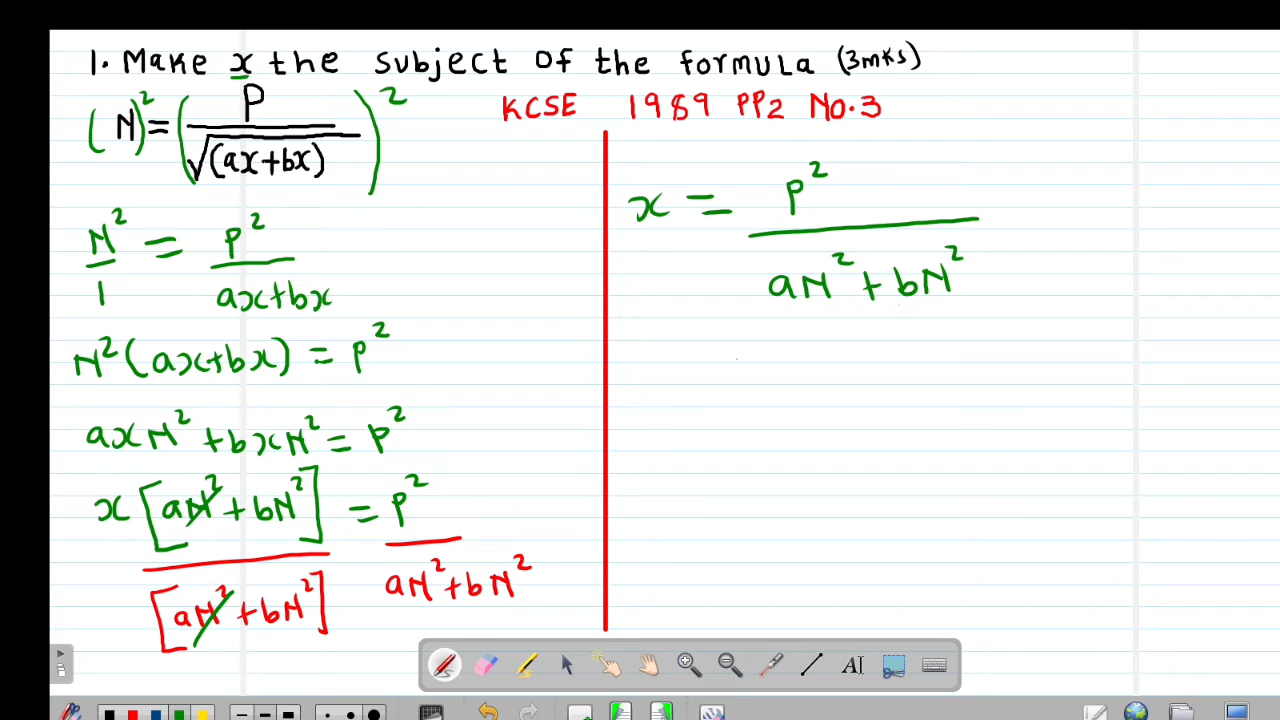 1. Make x the subject of the formula (3mks)
KCSE 1989 PP2 No.3
(N)² = (P / √(ax+bx))²
N²/1 = P²/(ax+bx)
N²(ax+bx) = P²
axN² + bxN² = P²
x[aN² + bN²] / [aN² + bN²] = P² / (aN² + bN²)
x = P² / (aN² + bN²)
AI